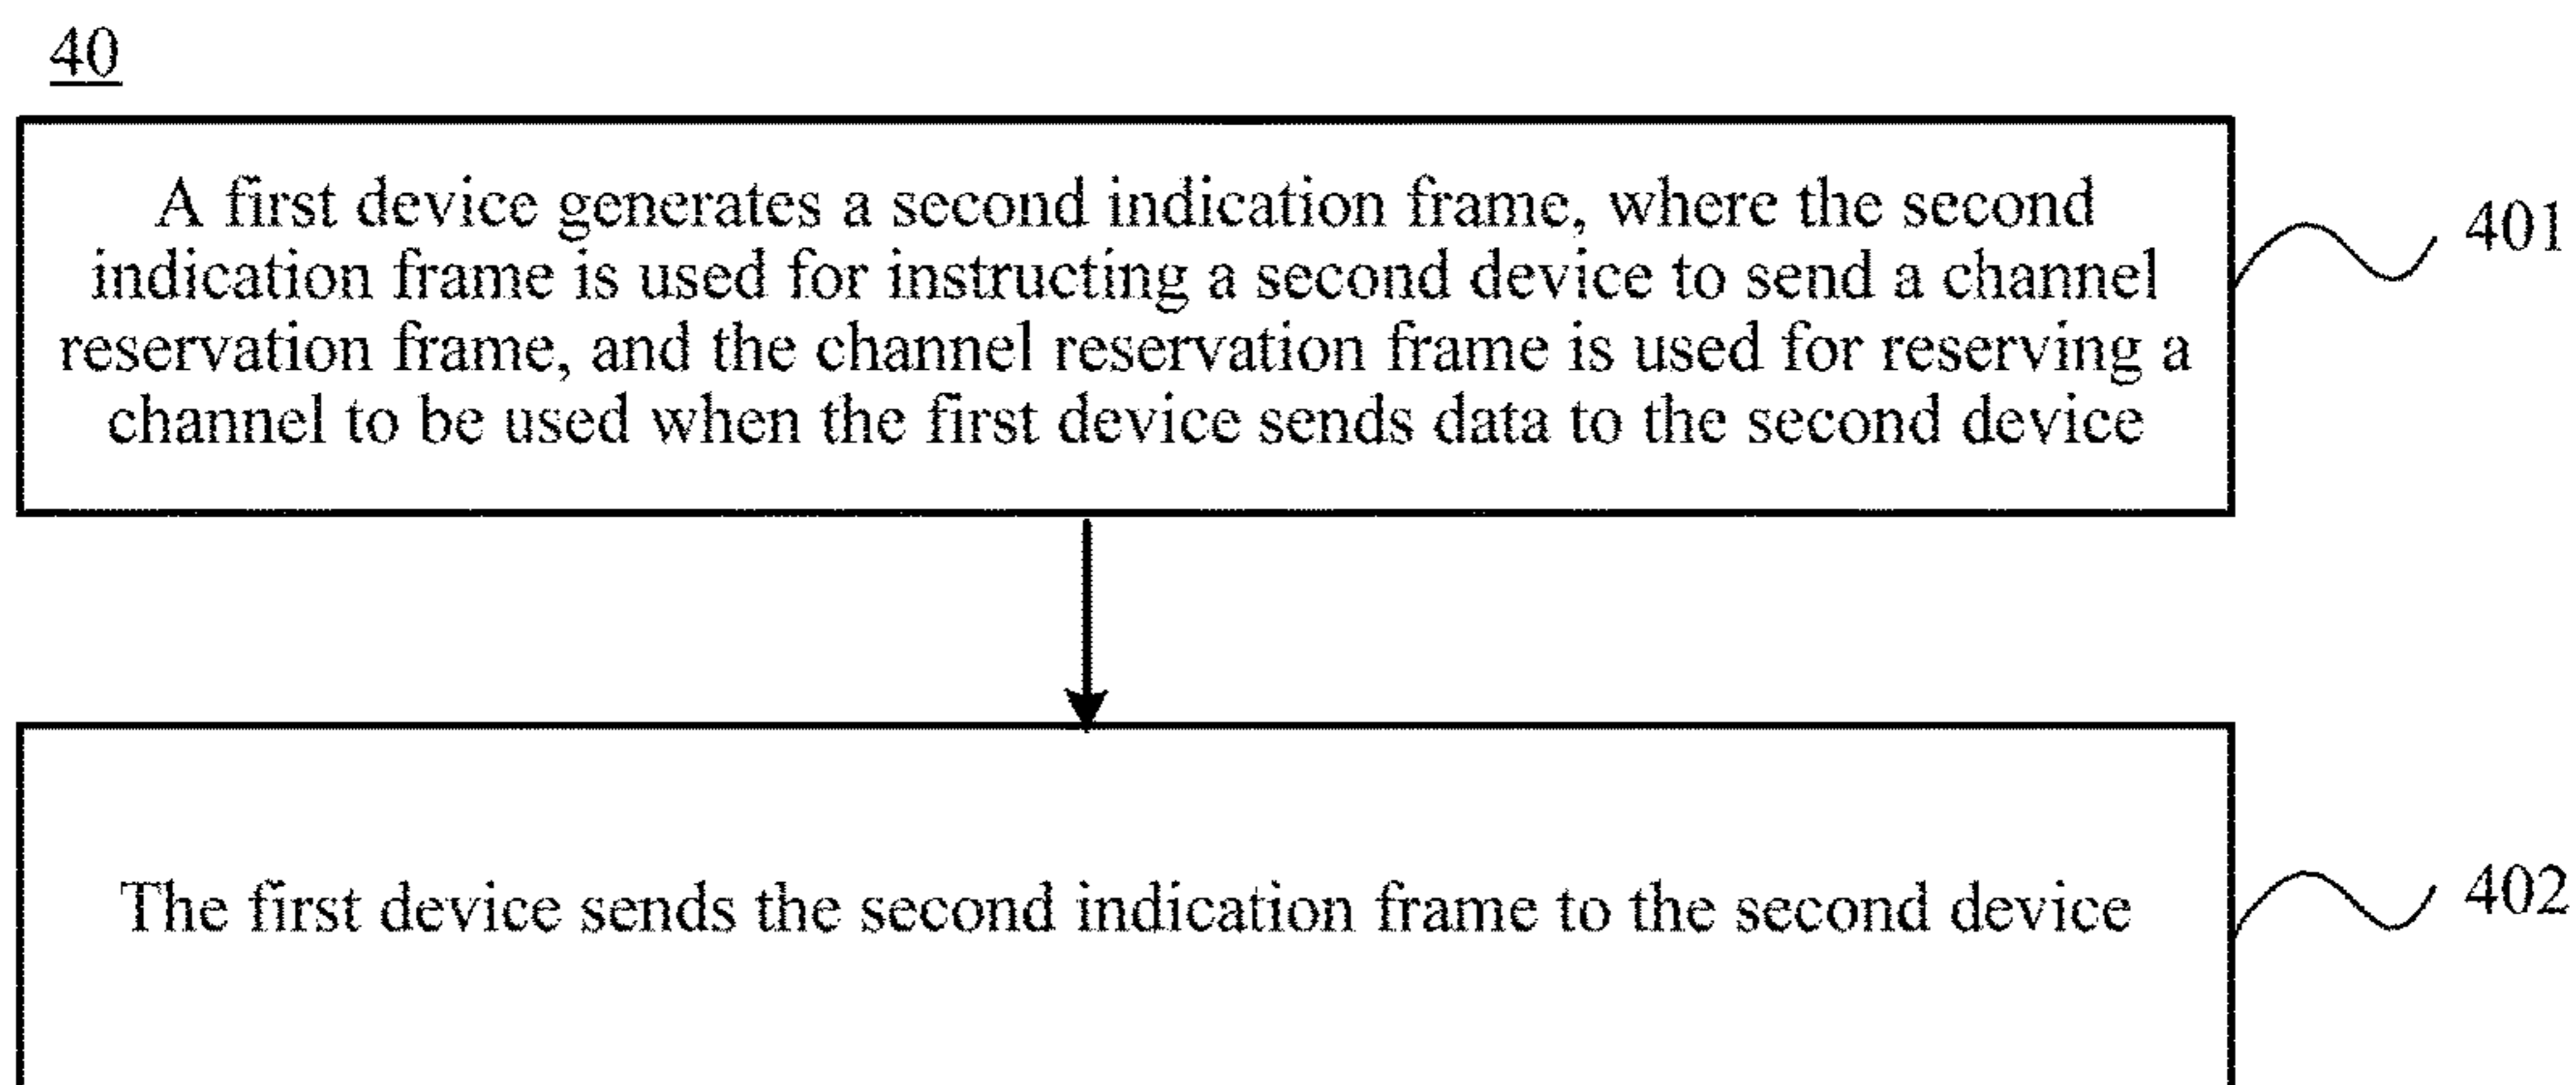 40
A first device generates a second indication frame, where the second
indication frame is used for instructing a second device to send a channel
reservation frame, and the channel reservation frame is used for reserving a
channel to be used when the first device sends data to the second device
401
The first device sends the second indication frame to the second device
402